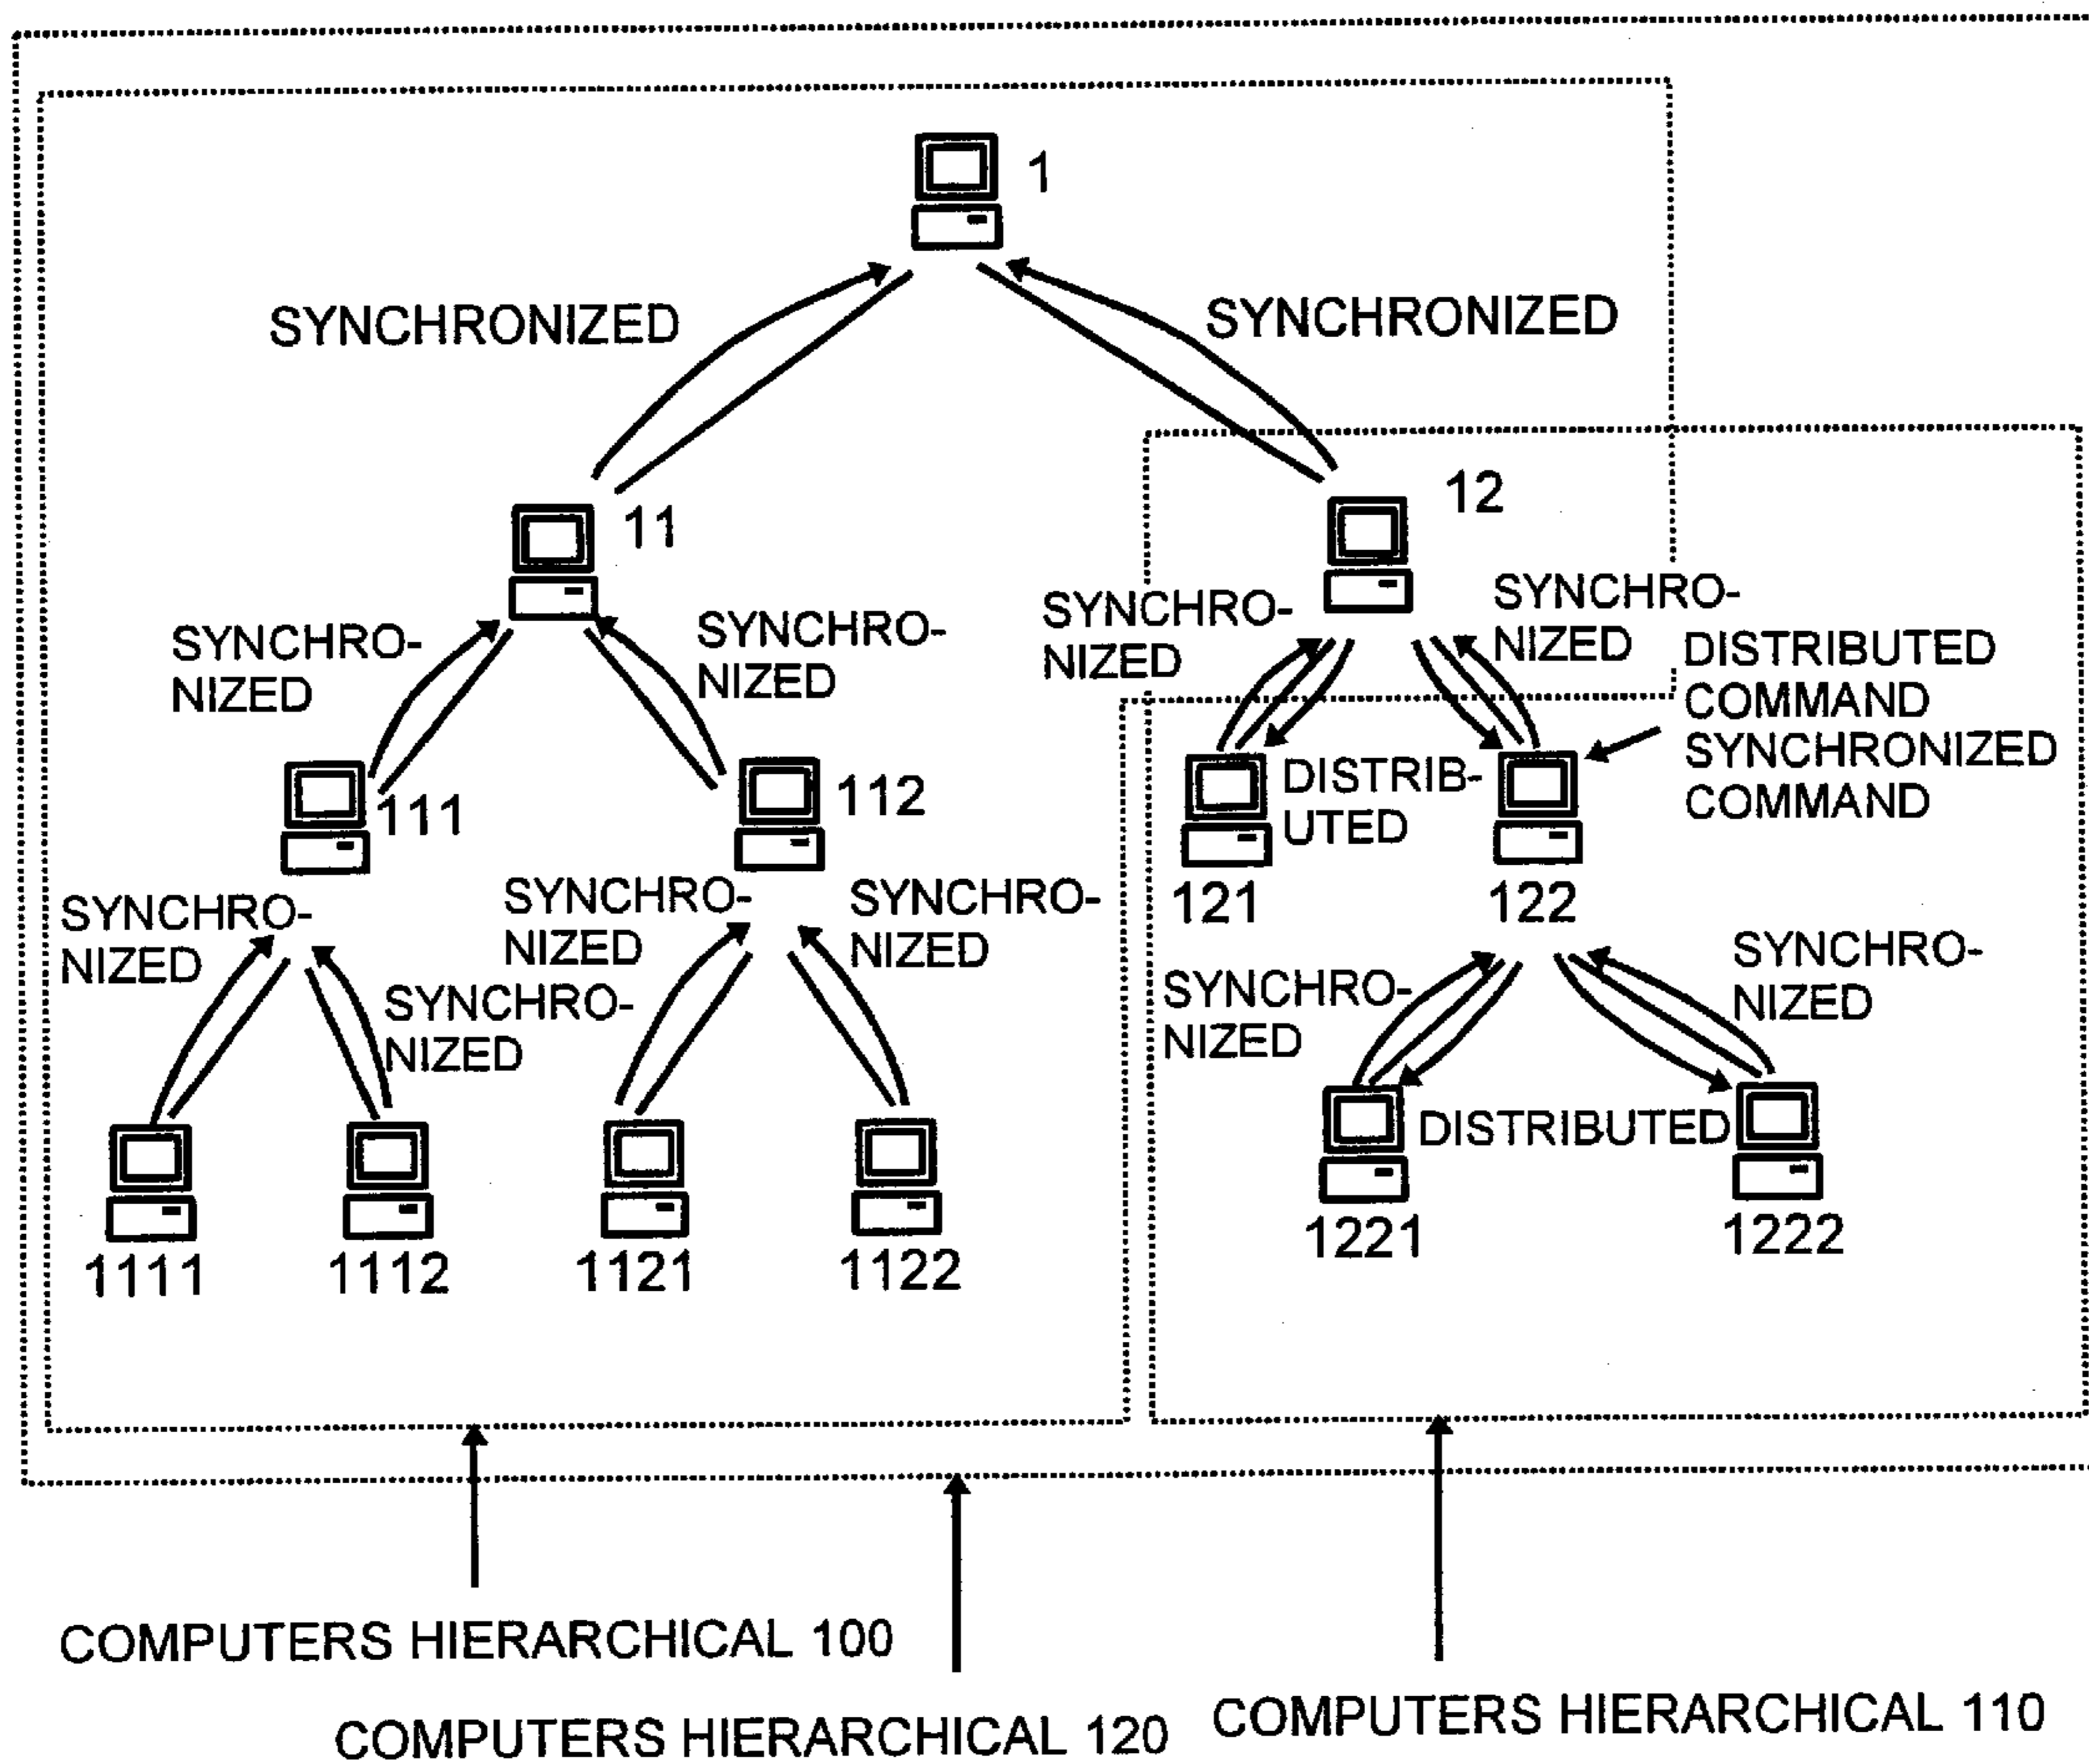 1
SYNCHRONIZED
SYNCHRONIZED
11
12
SYNCHRO-
NIZED
SYNCHRO-
NIZED
SYNCHRO-
NIZED
SYNCHRO-
NIZED
DISTRIBUTED
COMMAND
SYNCHRONIZED
COMMAND
111
112
DISTRIB-
UTED
121
122
SYNCHRO-
NIZED
SYNCHRO-
NIZED
SYNCHRO-
NIZED
SYNCHRO-
NIZED
SYNCHRO-
NIZED
SYNCHRO-
NIZED
DISTRIBUTED
1111
1112
1121
1122
1221
1222
COMPUTERS HIERARCHICAL 100
COMPUTERS HIERARCHICAL 120
COMPUTERS HIERARCHICAL 110